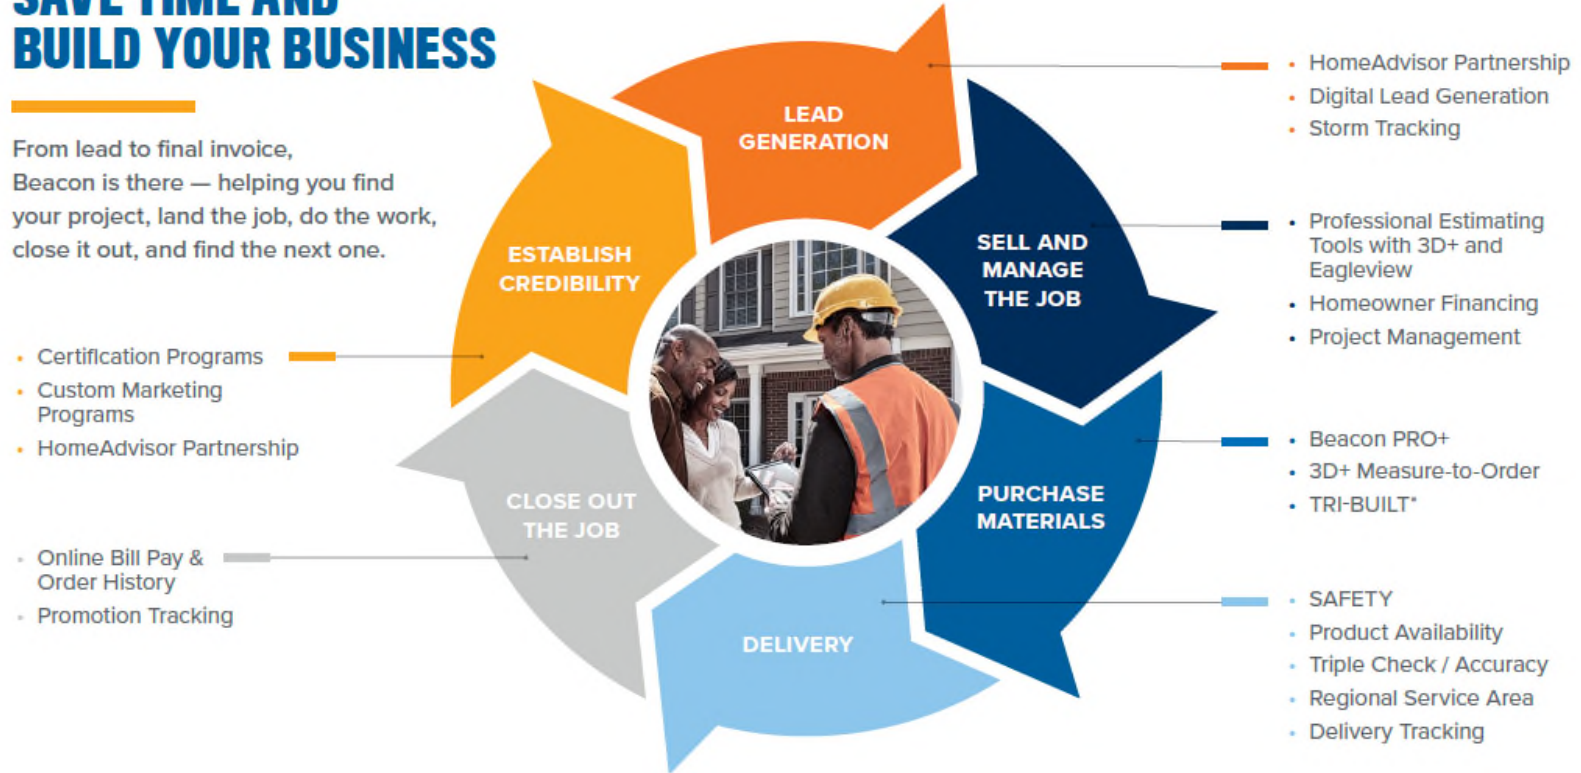 SAVE TIME AND
BUILD YOUR BUSINESS
From lead to final invoice,
Beacon is there — helping you find
your project, land the job, do the work,
close it out, and find the next one.
LEAD
GENERATION
• HomeAdvisor Partnership
• Digital Lead Generation
• Storm Tracking
SELL AND
MANAGE
THE JOB
• Professional Estimating
Tools with 3D+ and
Eagleview
• Homeowner Financing
• Project Management
PURCHASE
MATERIALS
• Beacon PRO+
• 3D+ Measure-to-Order
• TRI-BUILT*
DELIVERY
• SAFETY
• Product Availability
• Triple Check / Accuracy
• Regional Service Area
• Delivery Tracking
CLOSE OUT
THE JOB
• Online Bill Pay &
Order History
• Promotion Tracking
ESTABLISH
CREDIBILITY
• Certification Programs
• Custom Marketing
Programs
• HomeAdvisor Partnership